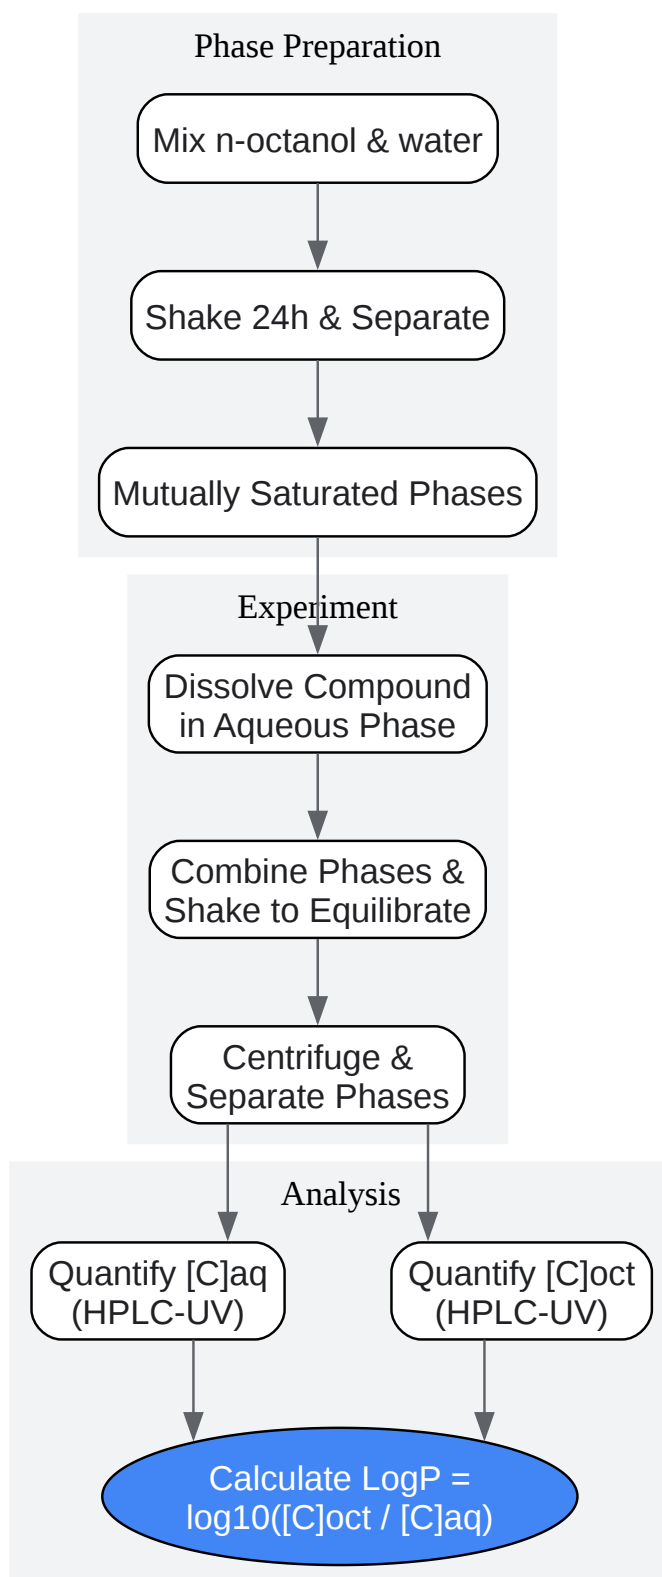 Phase Preparation
Mix n-octanol & water
Shake 24h & Separate
Mutually Saturated Phases
Experiment
Dissolve Compound
in Aqueous Phase
Combine Phases &
Shake to Equilibrate
Centrifuge &
Separate Phases
Analysis
Quantify [C]aq
(HPLC-UV)
Quantify [C]oct
(HPLC-UV)
Calculate LogP =
log10([C]oct / [C]aq)